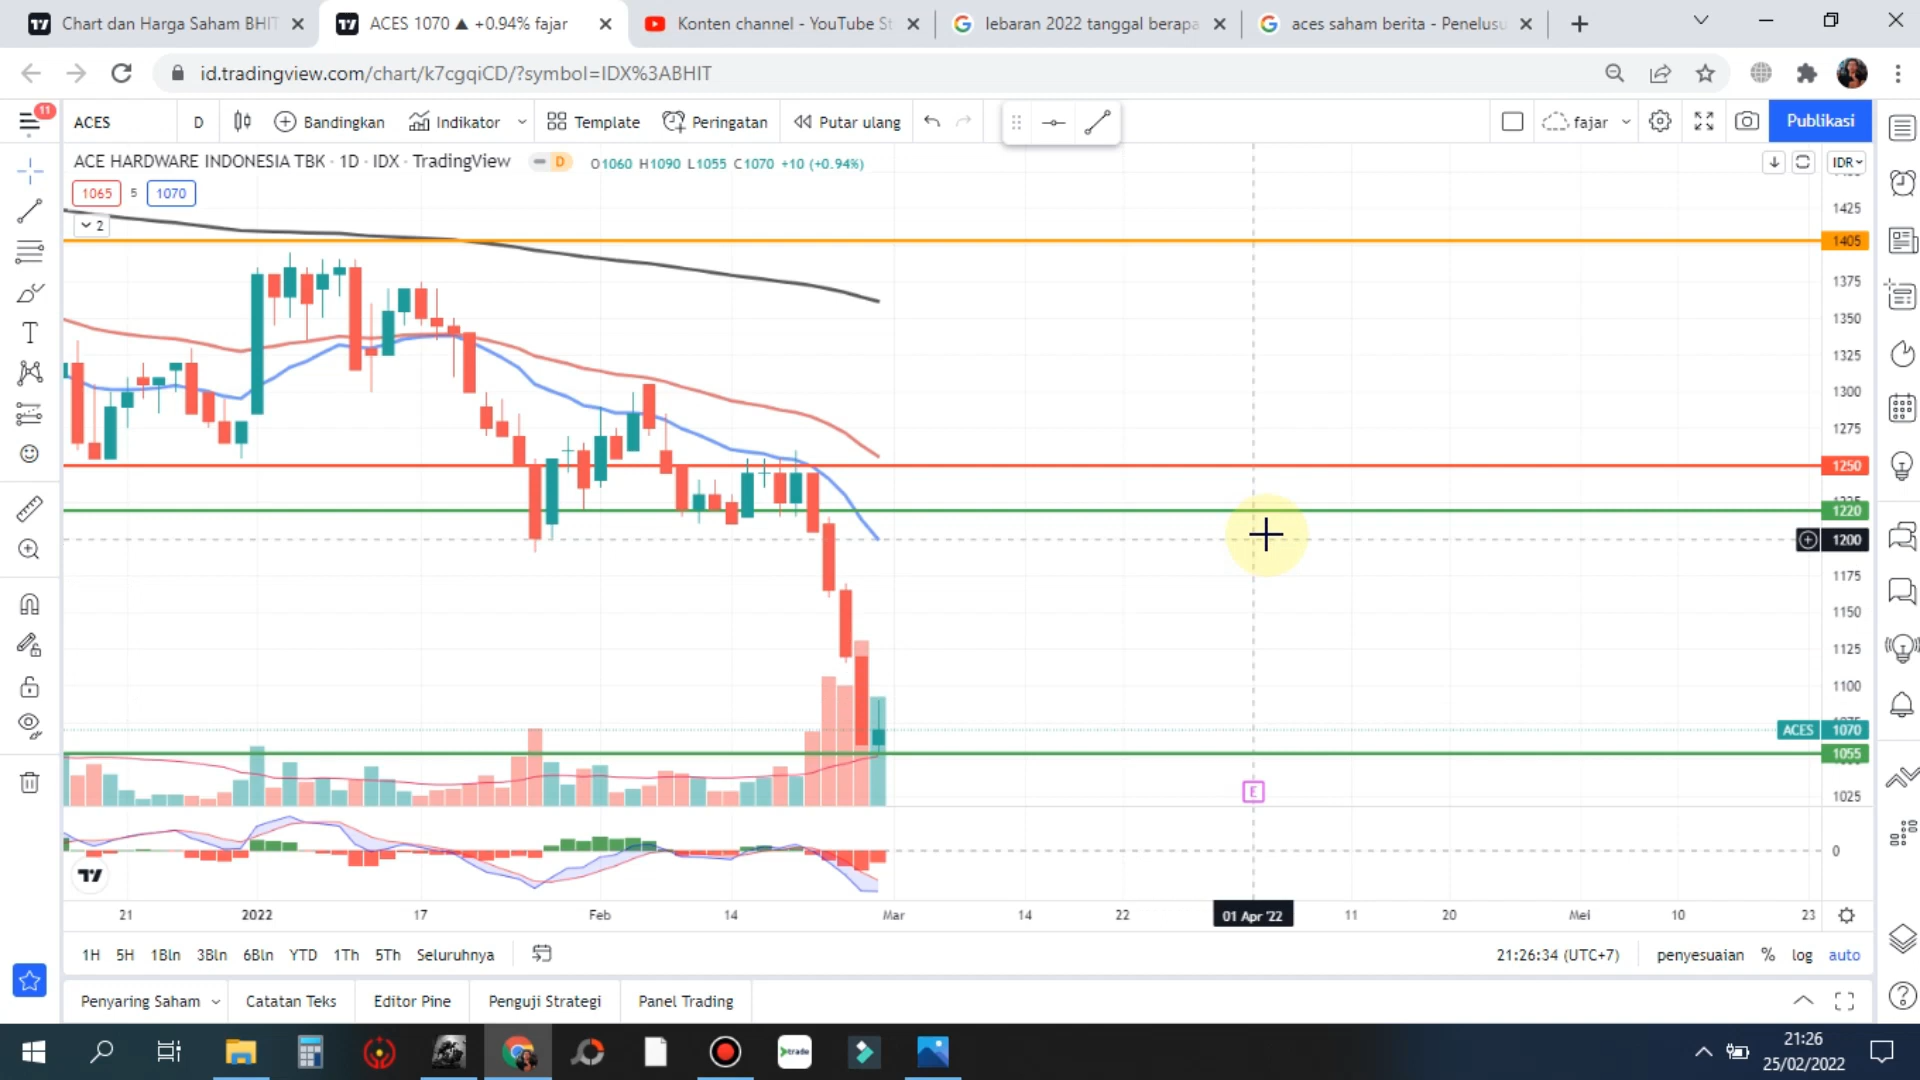 Chart dan Harga Saham BHIT
ACES 1070 ▲ +0.94% fajar
Konten channel - YouTube St
lebaran 2022 tanggal berapa
aces saham berita - Penelusu
id.tradingview.com/chart/k7cgqiCD/?symbol=IDX%3ABHIT
11
ACES
D
Bandingkan
Indikator
Template
Peringatan
Putar ulang
fajar
Publikasi
ACE HARDWARE INDONESIA TBK · 1D · IDX · TradingView
D
O1060 H1090 L1055 C1070 +10 (+0.94%)
IDR
1065
5
1070
2
1425
1405
1375
1350
1325
1300
1275
1250
1220
1200
1175
1150
1125
1100
ACES 1070
1055
1025
E
0
21
2022
17
Feb
14
Mar
14
22
01 Apr '22
11
20
Mei
10
23
1H
5H
1Bln
3Bln
6Bln
YTD
1Th
5Th
Seluruhnya
21:26:34 (UTC+7)
penyesuaian
%
log
auto
Penyaring Saham
Catatan Teks
Editor Pine
Penguji Strategi
Panel Trading
trade
21:26
25/02/2022